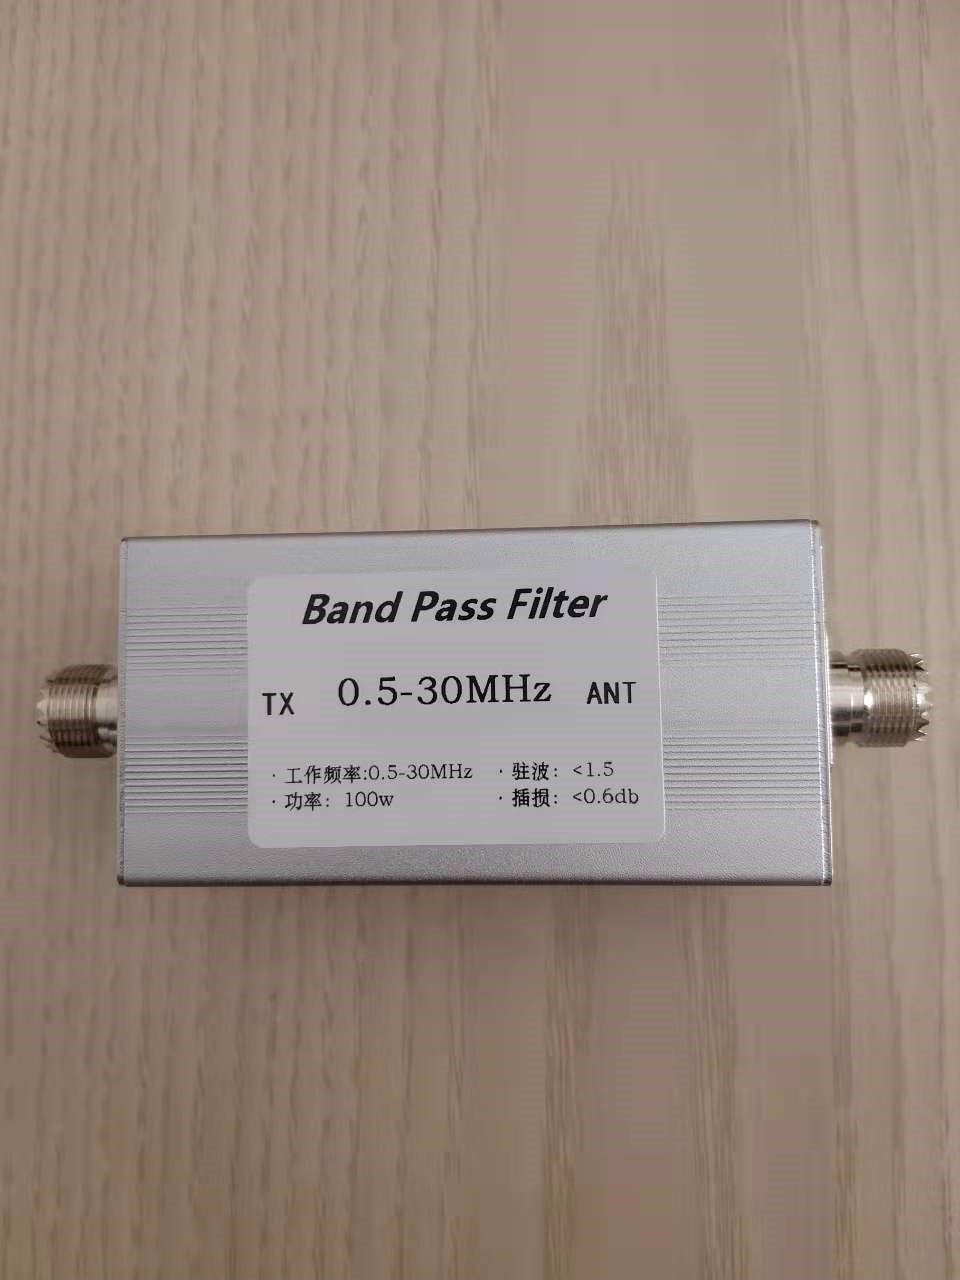 Band Pass Filter
TX 0.5-30MHz ANT
· 工作频率:0.5-30MHz · 驻波: <1.5
· 功率: 100w · 插损: <0.6db